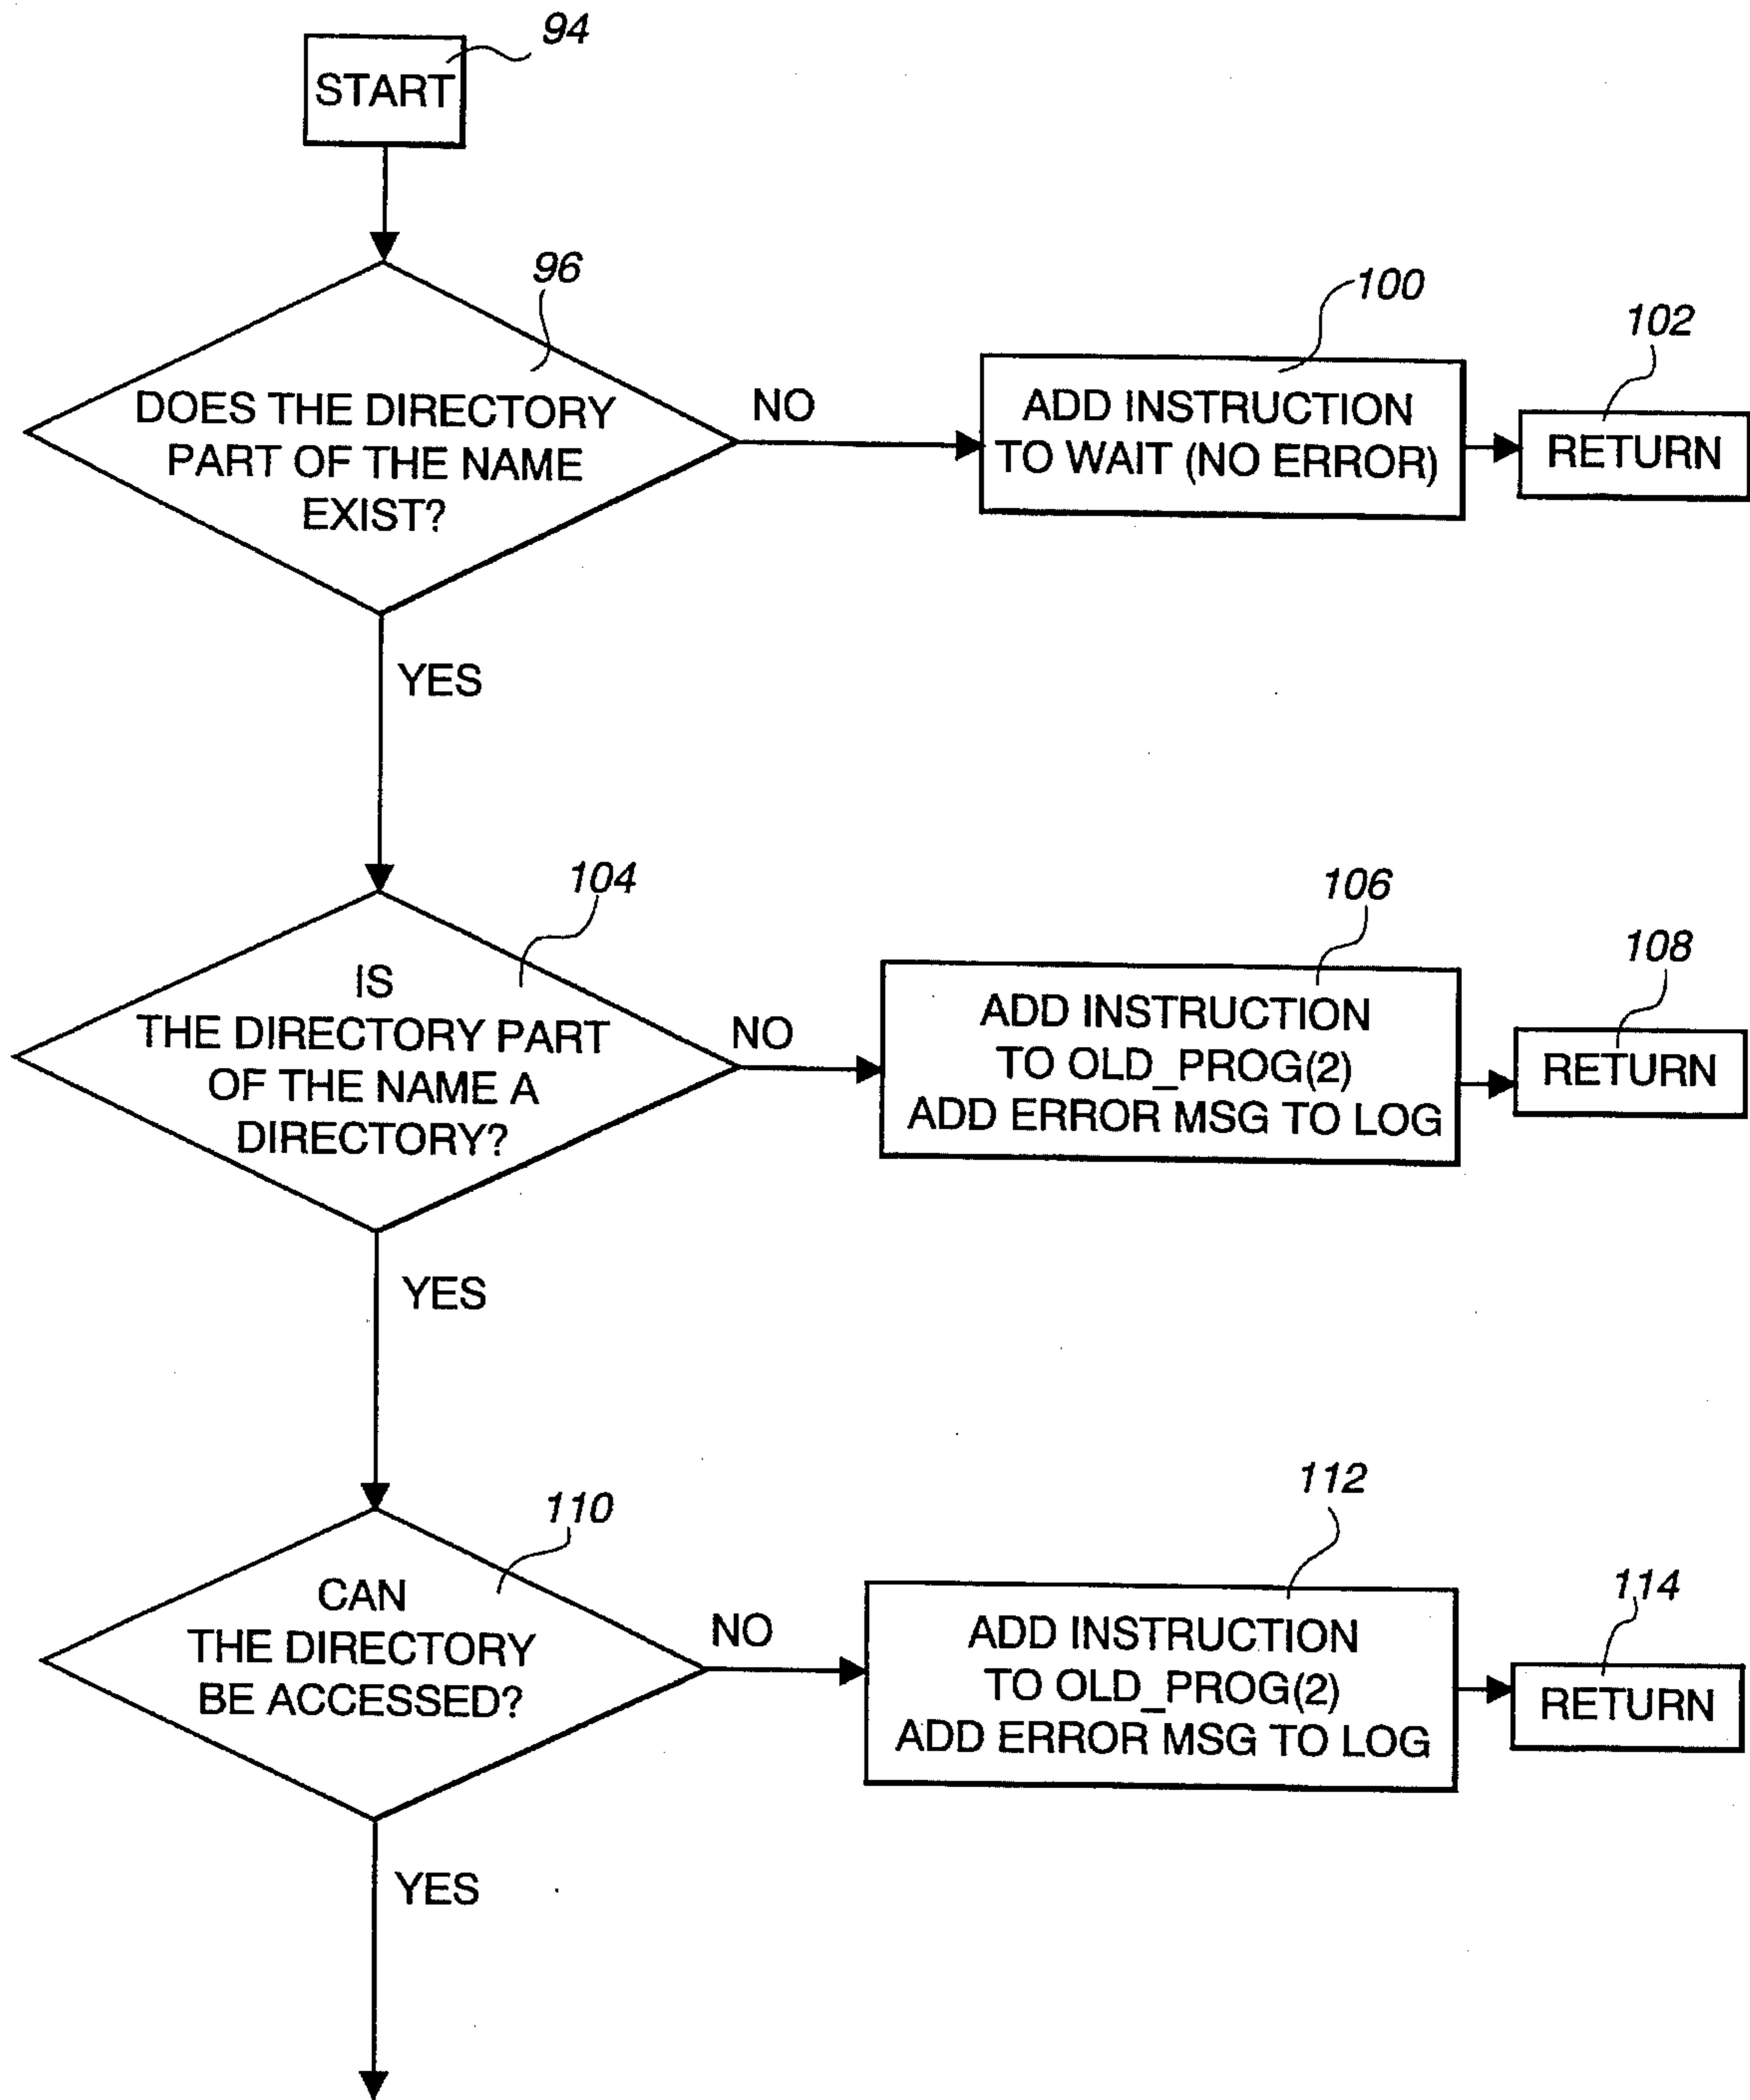 94
START
96
DOES THE DIRECTORY
PART OF THE NAME
EXIST?
NO
100
ADD INSTRUCTION
TO WAIT (NO ERROR)
102
RETURN
YES
104
IS
THE DIRECTORY PART
OF THE NAME A
DIRECTORY?
NO
106
ADD INSTRUCTION
TO OLD_PROG(2)
ADD ERROR MSG TO LOG
108
RETURN
YES
110
CAN
THE DIRECTORY
BE ACCESSED?
NO
112
ADD INSTRUCTION
TO OLD_PROG(2)
ADD ERROR MSG TO LOG
114
RETURN
YES